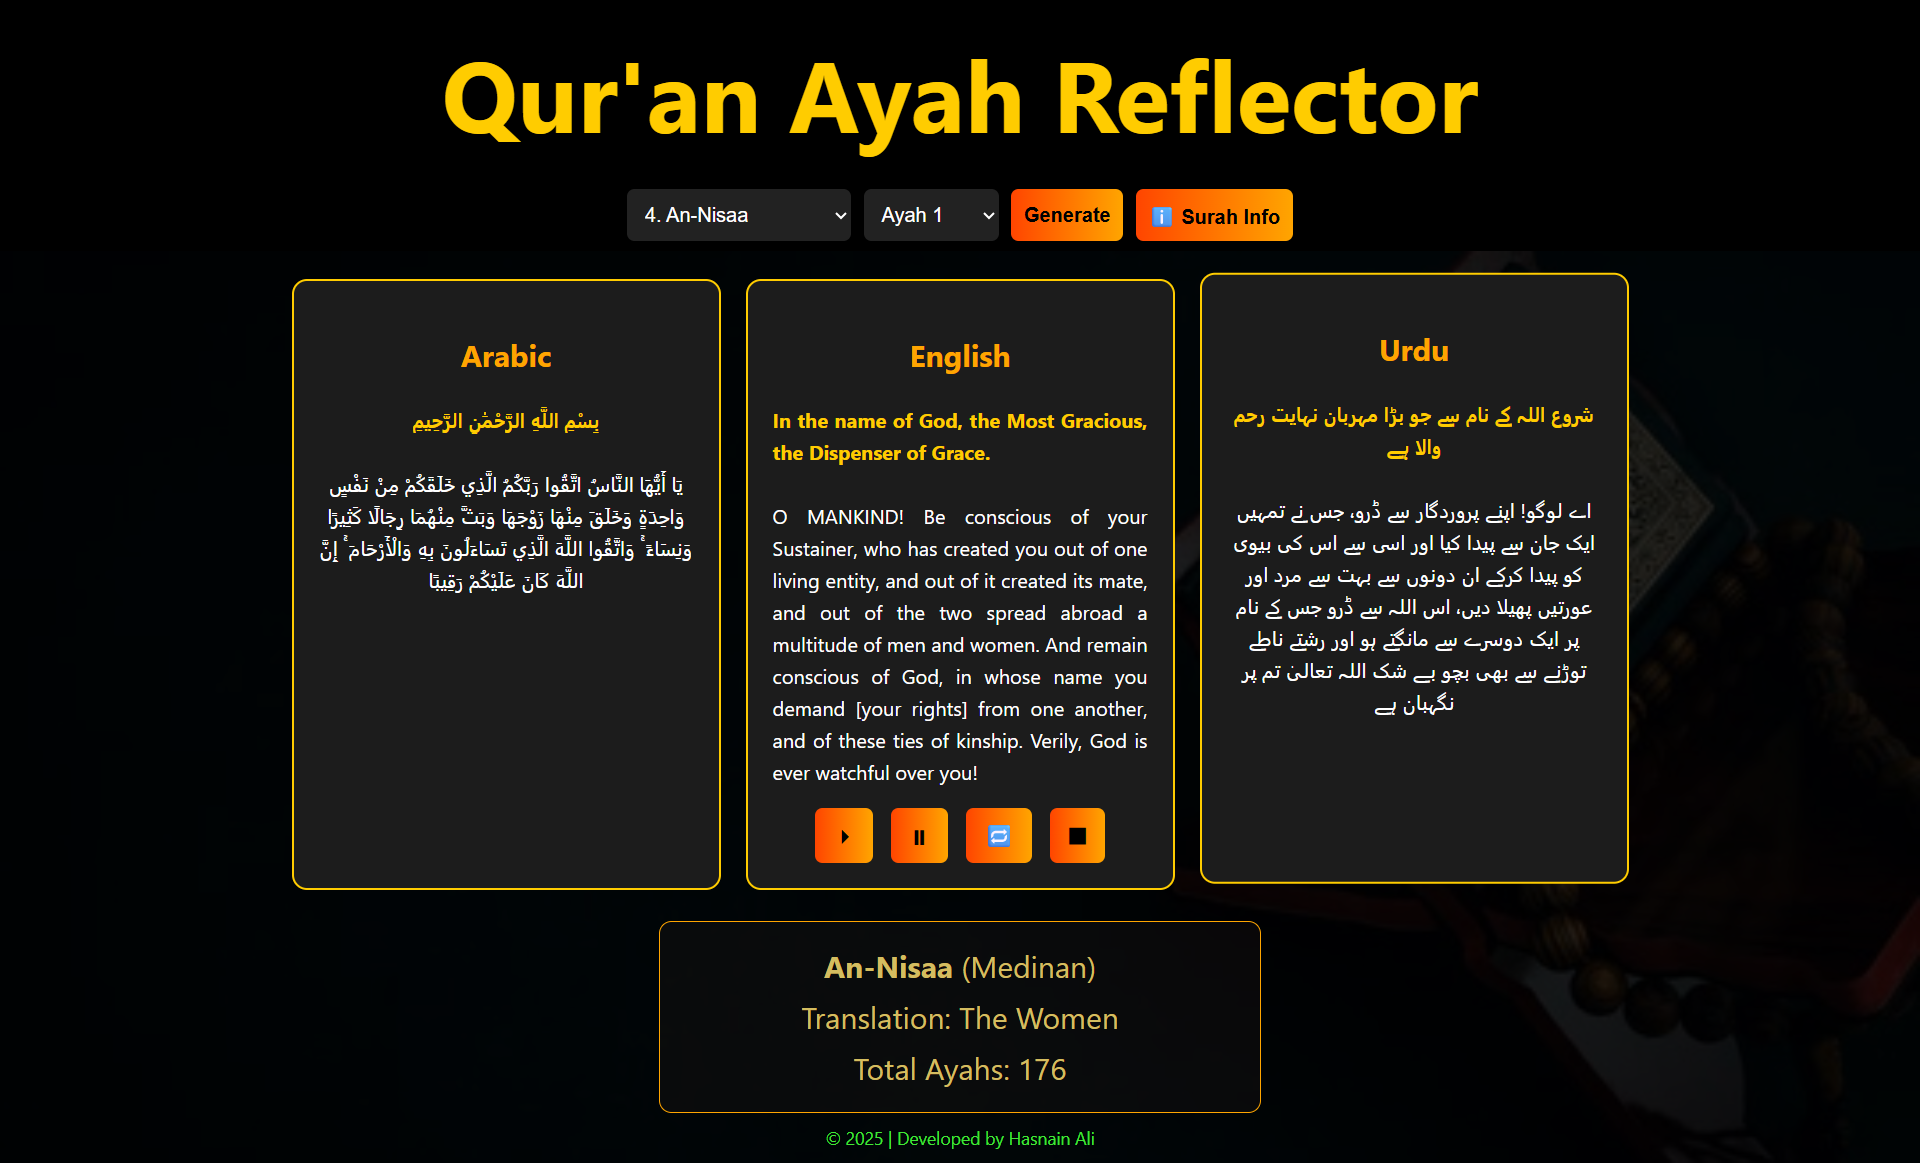 Qur'an Ayah Reflector
4. An-Nisaa
Ayah 1
Generate
Surah Info
Arabic
بِسْمِ اللَّهِ الرَّحْمَٰنِ الرَّحِيمِ
يَا أَيُّهَا النَّاسُ اتَّقُوا رَبَّكُمُ الَّذِي خَلَقَكُمْ مِنْ نَفْسٍ
وَاحِدَةٍ وَخَلَقَ مِنْهَا زَوْجَهَا وَبَثَّ مِنْهُمَا رِجَالًا كَثِيرًا
وَنِسَاءً ۚ وَاتَّقُوا اللَّهَ الَّذِي تَسَاءَلُونَ بِهِ وَالْأَرْحَامَ ۚ إِنَّ
اللَّهَ كَانَ عَلَيْكُمْ رَقِيبًا
English
In the name of God, the Most Gracious,
the Dispenser of Grace.
O MANKIND! Be conscious of your
Sustainer, who has created you out of one
living entity, and out of it created its mate,
and out of the two spread abroad a
multitude of men and women. And remain
conscious of God, in whose name you
demand [your rights] from one another,
and of these ties of kinship. Verily, God is
ever watchful over you!
Urdu
شروع اللہ کے نام سے جو بڑا مہربان نہایت رحم
والا ہے
اے لوگو! اپنے پروردگار سے ڈرو، جس نے تمہیں
ایک جان سے پیدا کیا اور اسی سے اس کی بیوی
کو پیدا کرکے ان دونوں سے بہت سے مرد اور
عورتیں پھیلا دیں، اس اللہ سے ڈرو جس کے نام
پر ایک دوسرے سے مانگتے ہو اور رشتے ناطے
توڑنے سے بھی بچو بے شک اللہ تعالیٰ تم پر
نگہبان ہے
An-Nisaa (Medinan)
Translation: The Women
Total Ayahs: 176
© 2025 | Developed by Hasnain Ali